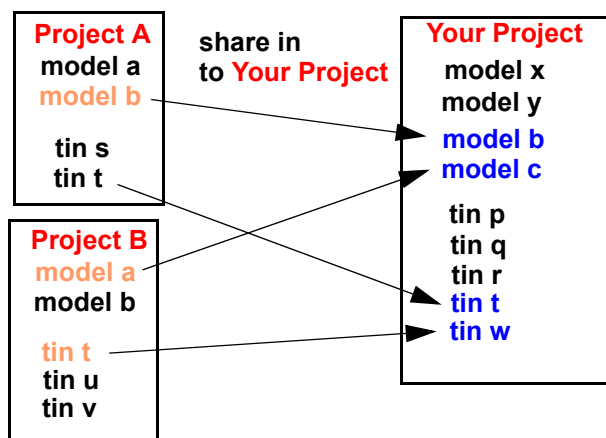 Project A
model a
model b
tin s
tin t
share in
to Your Project
Project B
model a
model b
tin t
tin u
tin v
Your Project
model x
model y
model b
model c
tin p
tin q
tin r
tin t
tin w